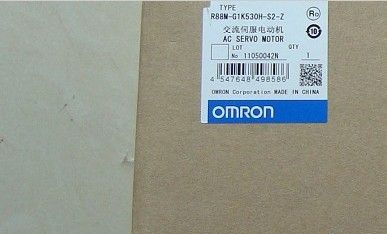 TYPE
R88M-G1K530H-S2-Z
交流伺服电动机
AC SERVO MOTOR
LOT QTY
No 11050042N 1
10
4 547648 498586
OMRON Corporation MADE IN CHINA
OMRON